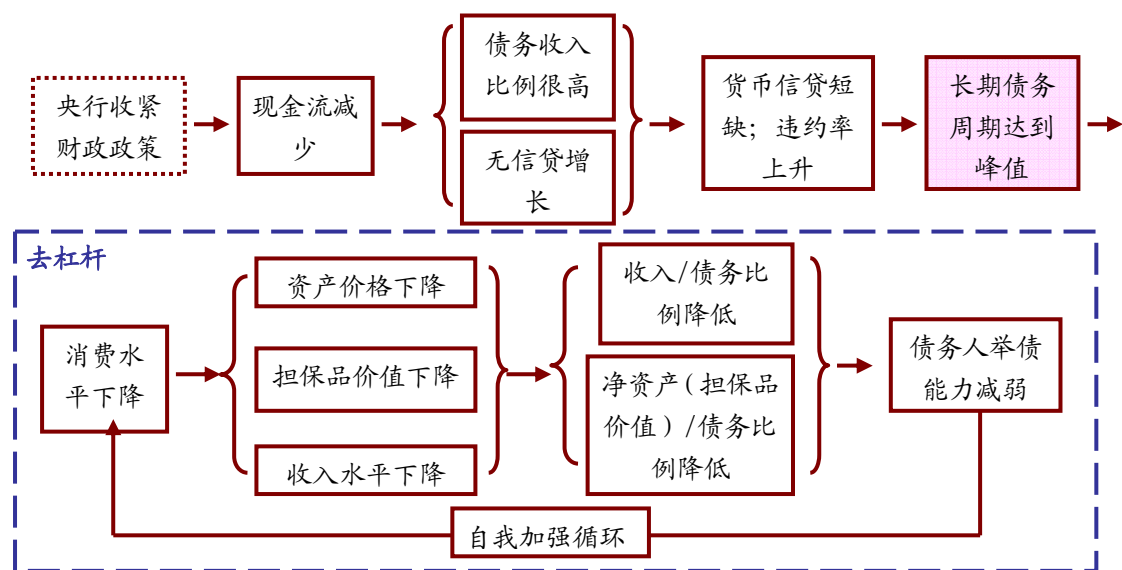 央行收紧
财政政策
现金流减
少
债务收入
比例很高
无信贷增
长
货币信贷短
缺；违约率
上升
长期债务
周期达到
峰值
去杠杆
消费水
平下降
资产价格下降
担保品价值下降
收入水平下降
收入/债务比
例降低
净资产（担保品
价值）/债务比
例降低
债务人举债
能力减弱
自我加强循环